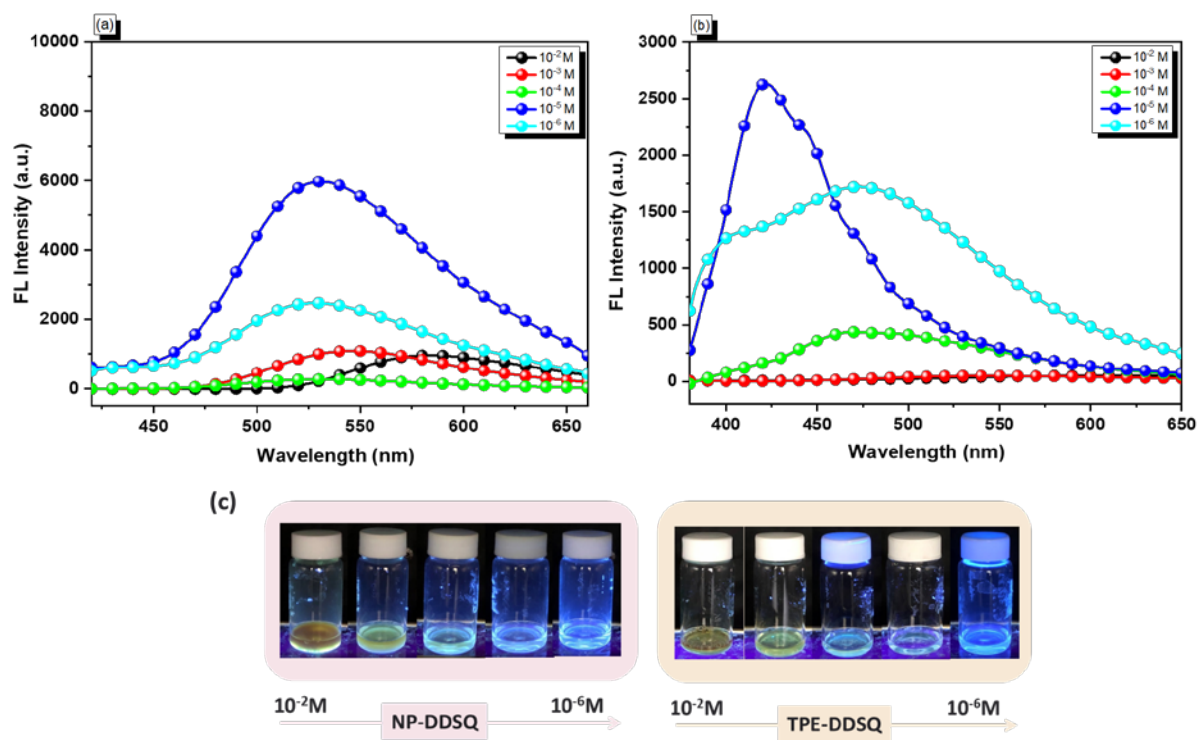 (a)
10000
8000
6000
4000
2000
0
FL Intensity (a.u.)
450
500
550
600
650
Wavelength (nm)
10⁻² M
10⁻³ M
10⁻⁴ M
10⁻⁵ M
10⁻⁶ M
(b)
3000
2500
2000
1500
1000
500
0
FL Intensity (a.u.)
400
450
500
550
600
650
Wavelength (nm)
10⁻² M
10⁻³ M
10⁻⁴ M
10⁻⁵ M
10⁻⁶ M
(c)
10⁻²M
NP-DDSQ
10⁻⁶M
10⁻²M
TPE-DDSQ
10⁻⁶M